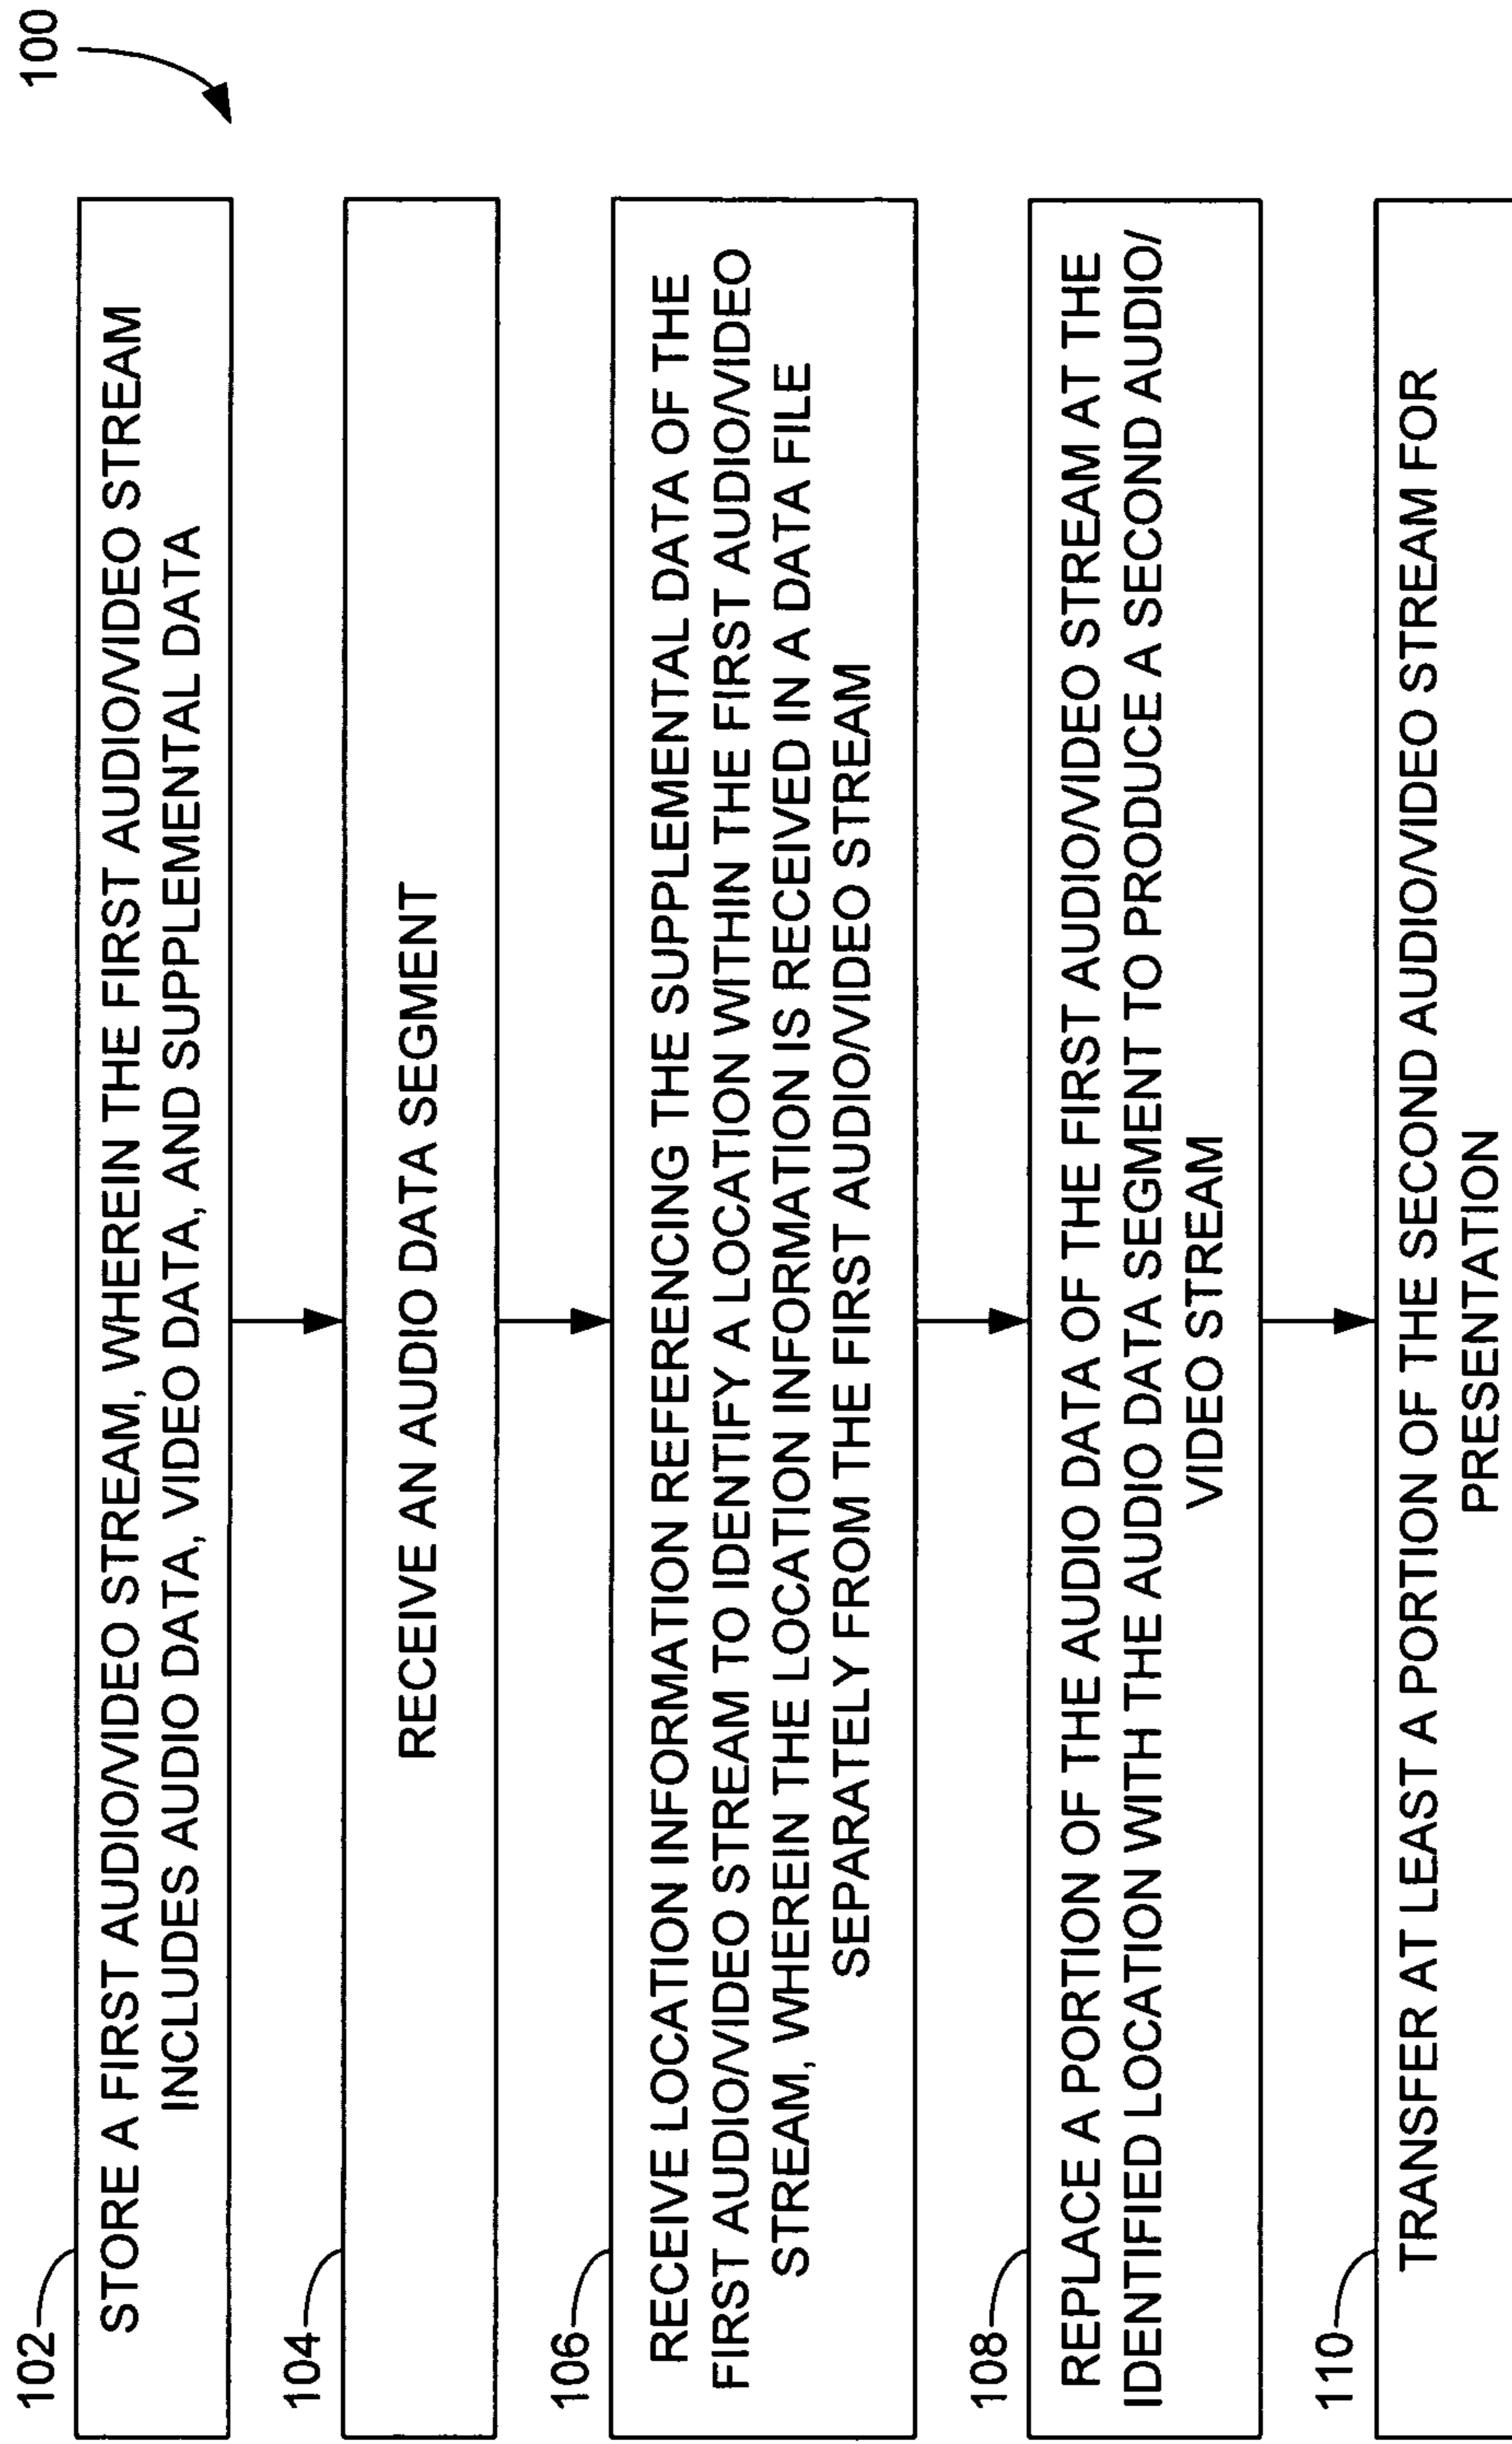 100
102
STORE A FIRST AUDIO/VIDEO STREAM, WHEREIN THE FIRST AUDIO/VIDEO STREAM
INCLUDES AUDIO DATA, VIDEO DATA, AND SUPPLEMENTAL DATA
104
RECEIVE AN AUDIO DATA SEGMENT
106
RECEIVE LOCATION INFORMATION REFERENCING THE SUPPLEMENTAL DATA OF THE
FIRST AUDIO/VIDEO STREAM TO IDENTIFY A LOCATION WITHIN THE FIRST AUDIO/VIDEO
STREAM, WHEREIN THE LOCATION INFORMATION IS RECEIVED IN A DATA FILE
SEPARATELY FROM THE FIRST AUDIO/VIDEO STREAM
108
REPLACE A PORTION OF THE AUDIO DATA OF THE FIRST AUDIO/VIDEO STREAM AT THE
IDENTIFIED LOCATION WITH THE AUDIO DATA SEGMENT TO PRODUCE A SECOND AUDIO/
VIDEO STREAM
110
TRANSFER AT LEAST A PORTION OF THE SECOND AUDIO/VIDEO STREAM FOR
PRESENTATION